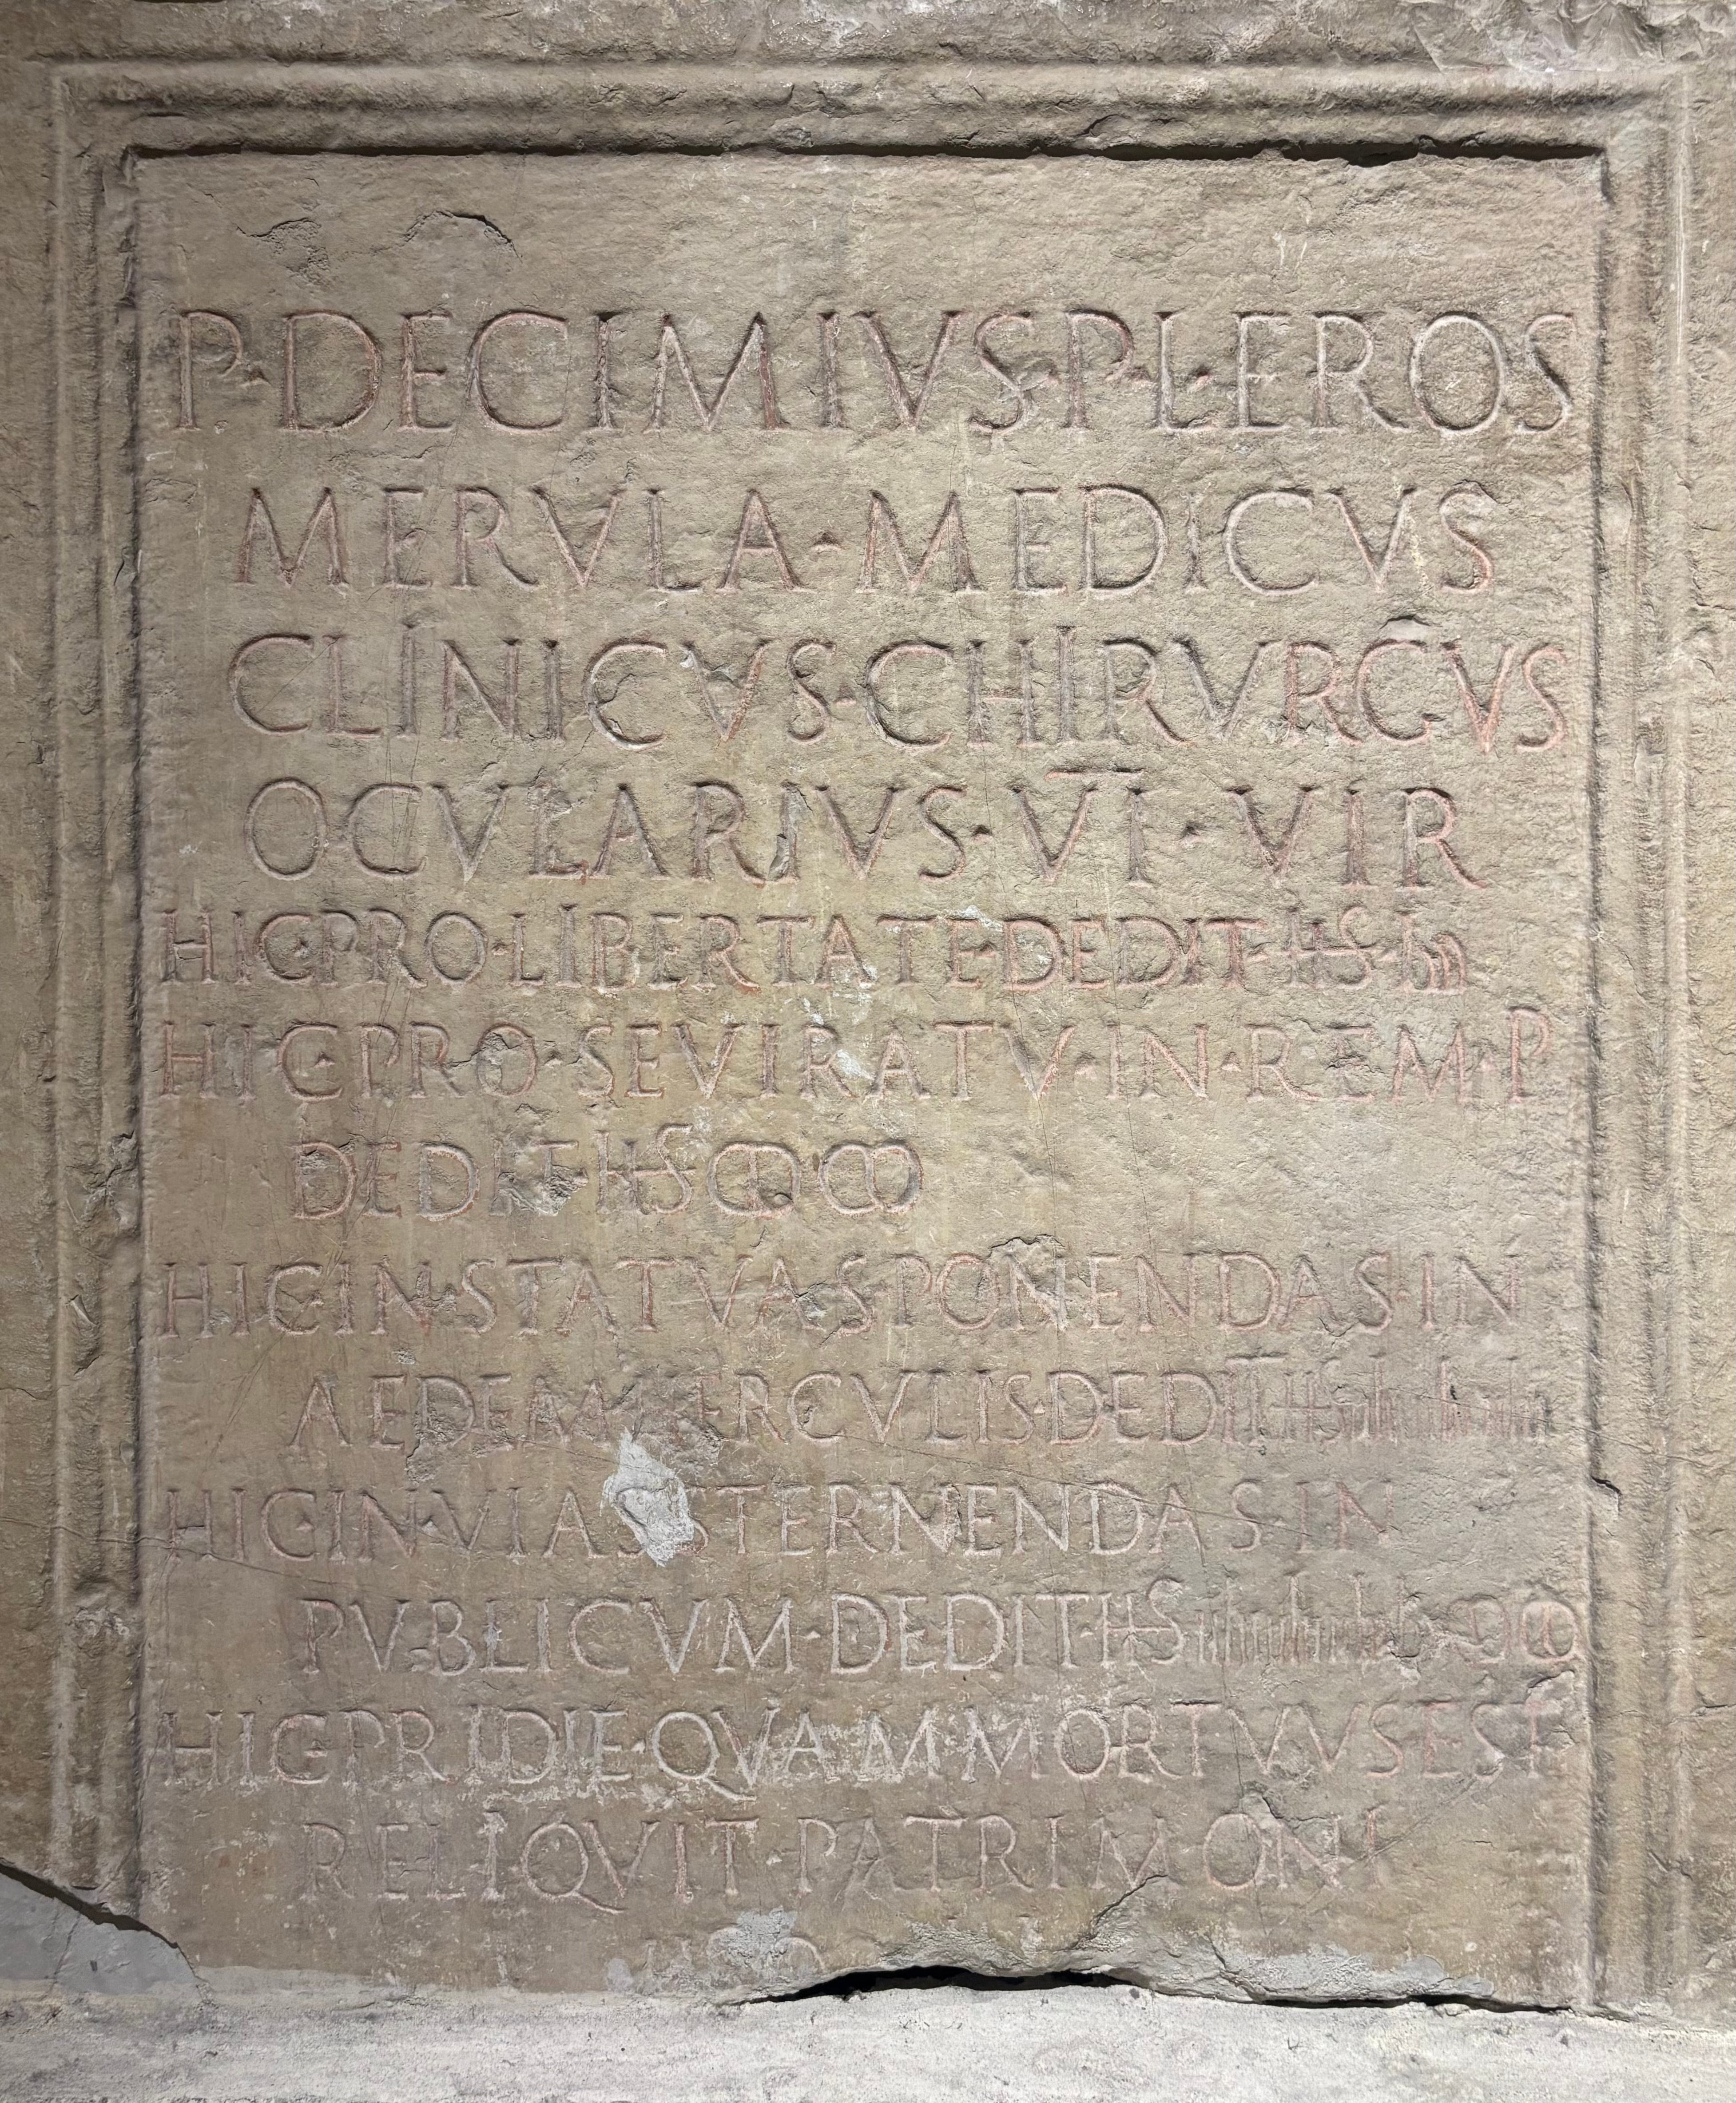 P·DECIMIVS·P·L·EROS
MERVLA·MEDICVS
CLINICVS·CHIRVRGVS
OCVLARIVS·VI·VIR
HIC·PRO·LIBERTATE·DEDIT·HS·
HIC·PRO·SEVIRATV·IN·REM·P
DEDIT·HS·
HIC·IN·STATVAS·PONENDAS·IN
AEDEM·HERCVLIS·DEDIT·HS
HIC·IN·VIAS·STERNENDAS·IN
PVBLICVM·DEDIT·HS
HIC·PRIDIE·QVAM·MORTVVS·EST
RELIQVIT·PATRIMONI